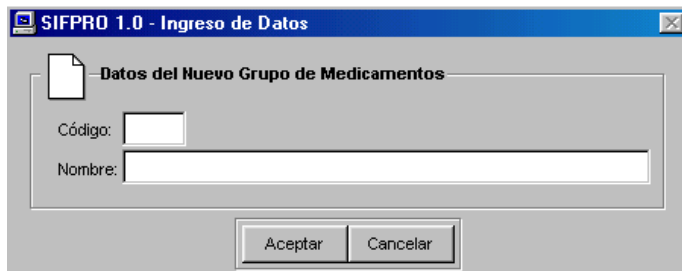 SIFPRO 1.0 - Ingreso de Datos
Datos del Nuevo Grupo de Medicamentos
Código:
Nombre:
Aceptar Cancelar